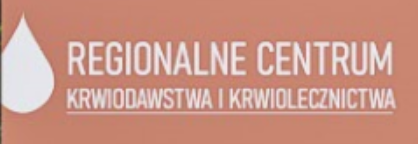 REGIONALNE CENTRUM
KRWIODAWSTWA I KRWIOLECZNICTWA